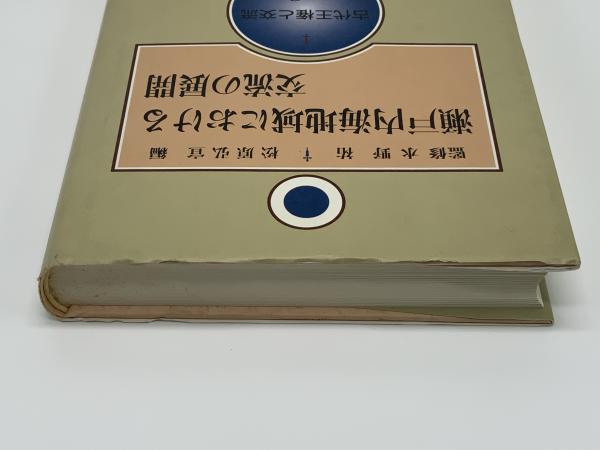 監修 水野 祐 † 松原弘宣 編
瀬戸内海地域における
交流の展開
† 
古代王権と交流